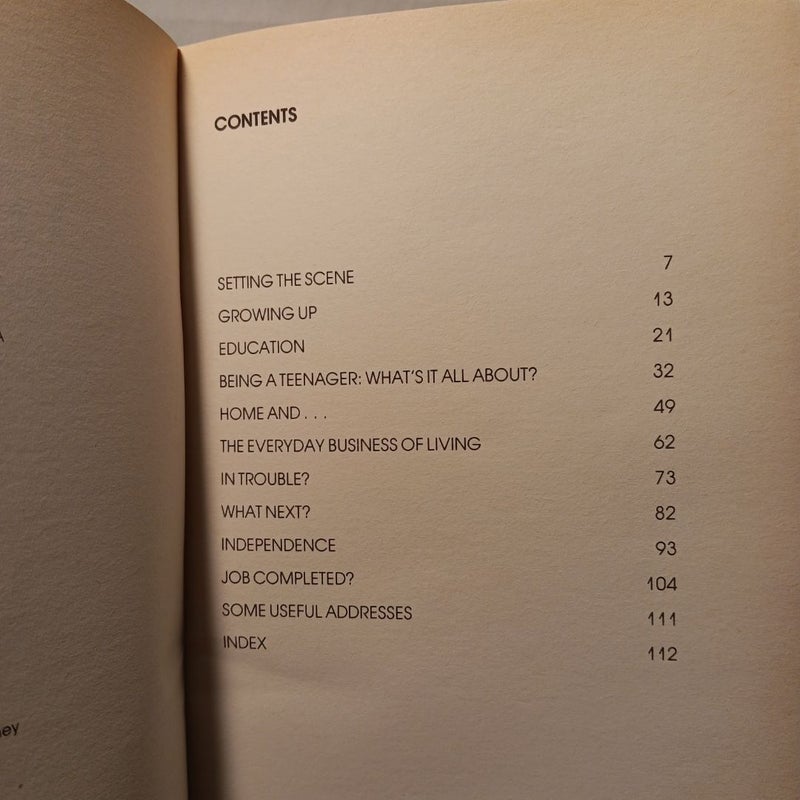 CONTENTS
SETTING THE SCENE 7
GROWING UP 13
EDUCATION 21
BEING A TEENAGER: WHAT'S IT ALL ABOUT? 32
HOME AND . . . 49
THE EVERYDAY BUSINESS OF LIVING 62
IN TROUBLE? 73
WHAT NEXT? 82
INDEPENDENCE 93
JOB COMPLETED? 104
SOME USEFUL ADDRESSES 111
INDEX 112